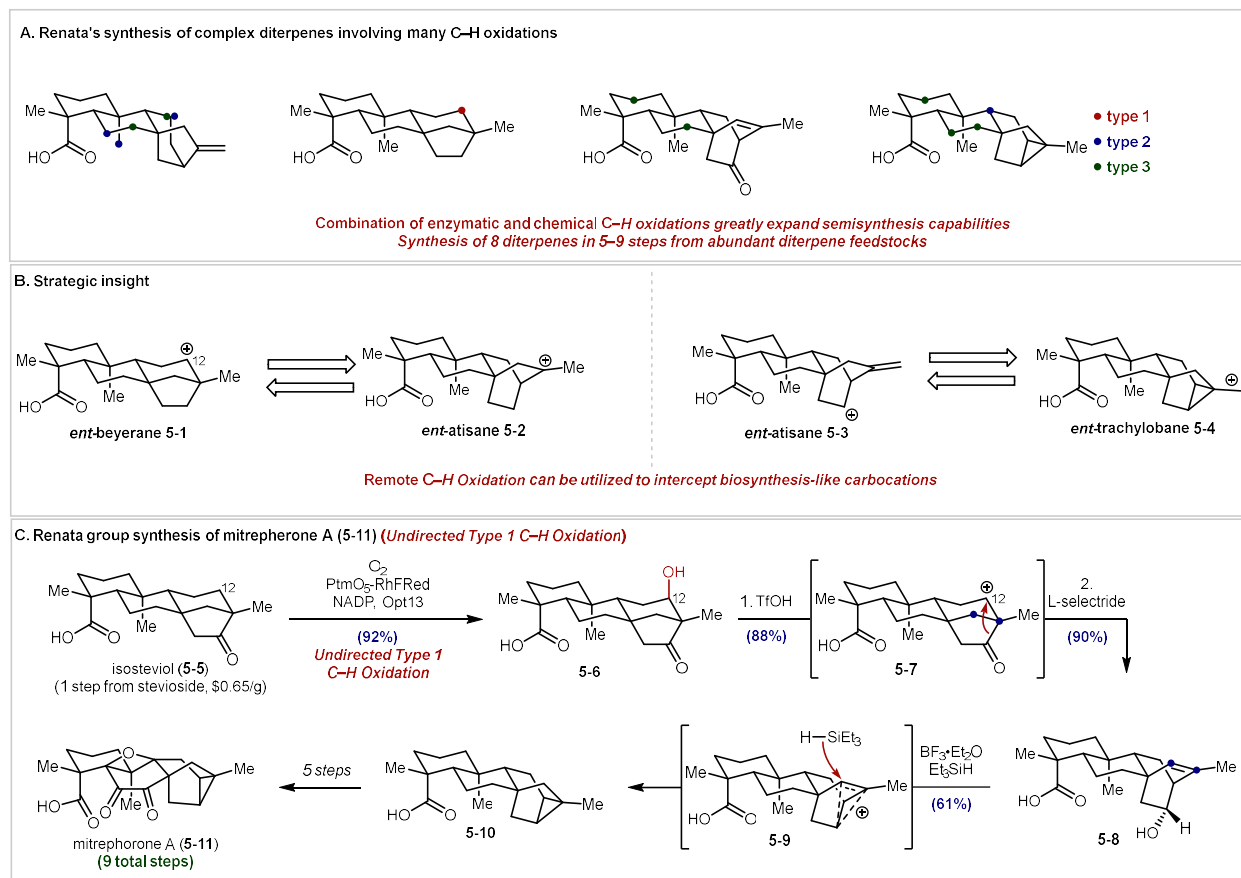 A. Renata's synthesis of complex diterpenes involving many C–H oxidations
Me
HO
O
Me
HO
O
Me
Me
Me
HO
O
Me
Me
O
Me
HO
O
Me
Me
type 1
type 2
type 3
Combination of enzymatic and chemical C–H oxidations greatly expand semisynthesis capabilities
Synthesis of 8 diterpenes in 5–9 steps from abundant diterpene feedstocks
B. Strategic insight
Me
HO
O
Me
⊕
12
Me
ent-beyerane 5-1
Me
HO
O
Me
⊕
Me
ent-atisane 5-2
Me
HO
O
Me
⊕
ent-atisane 5-3
Me
HO
O
Me
⊕
ent-trachylobane 5-4
Remote C–H Oxidation can be utilized to intercept biosynthesis-like carbocations
C. Renata group synthesis of mitrepherone A (5-11) (Undirected Type 1 C–H Oxidation)
Me
HO
O
Me
12
Me
O
isosteviol (5-5)
(1 step from stevioside, $0.65/g)
O2
PtmO5-RhFRed
NADP, Opt13
(92%)
Undirected Type 1
C–H Oxidation
OH
12
Me
Me
HO
O
Me
O
5-6
1. TfOH
(88%)
⊕
12
Me
Me
HO
O
Me
O
5-7
2.
L-selectride
(90%)
Me
HO
O
Me
O
O
O
Me
mitrephorone A (5-11)
(9 total steps)
5 steps
Me
HO
O
Me
Me
5-10
H–SiEt3
Me
HO
O
Me
Me
⊕
5-9
BF3•Et2O
Et3SiH
(61%)
Me
HO
O
Me
Me
HO
H
5-8